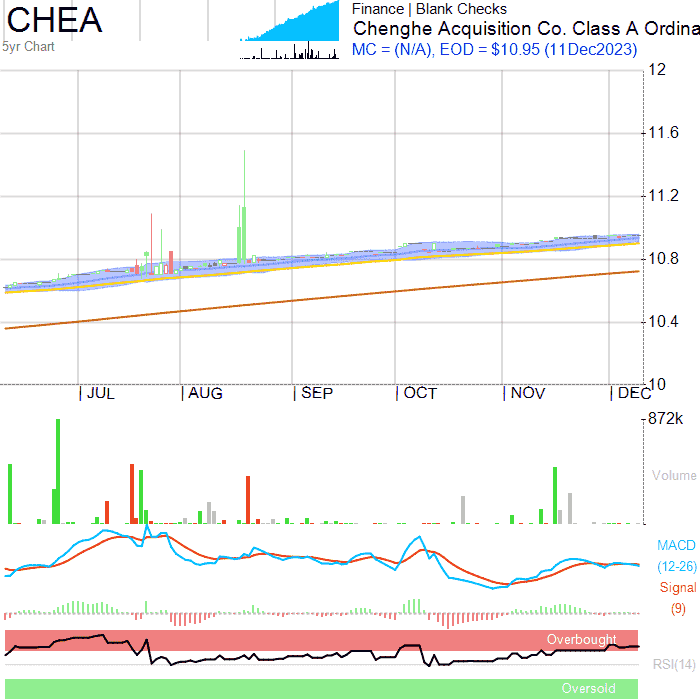 CHEA
5yr Chart
Finance | Blank Checks
Chenghe Acquisition Co. Class A Ordina
MC = (N/A), EOD = $10.95 (11Dec2023)
12
11.6
11.2
10.8
10.4
10
JUL AUG SEP OCT NOV DEC
872k
Volume
MACD
(12-26)
Signal
(9)
Overbought
RSI(14)
Oversold